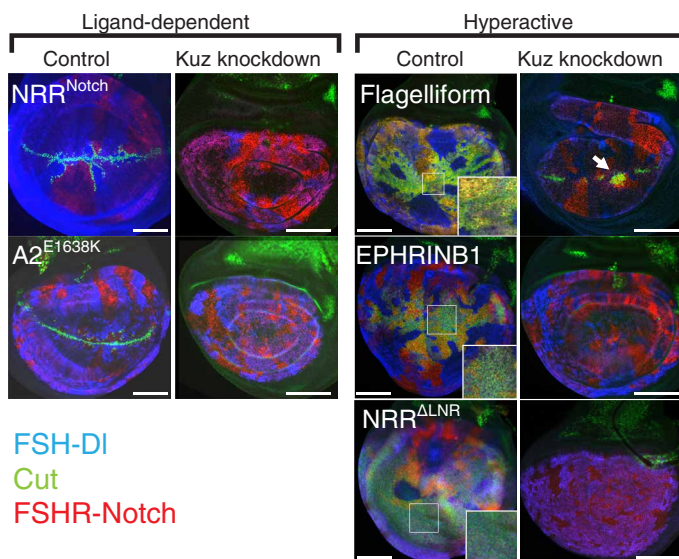 Ligand-dependent
Hyperactive
Control
Kuz knockdown
Control
Kuz knockdown
NRR^Notch
Flagelliform
A2^E1638K
EPHRINB1
NRR^ΔLNR
FSH-Dl
Cut
FSHR-Notch